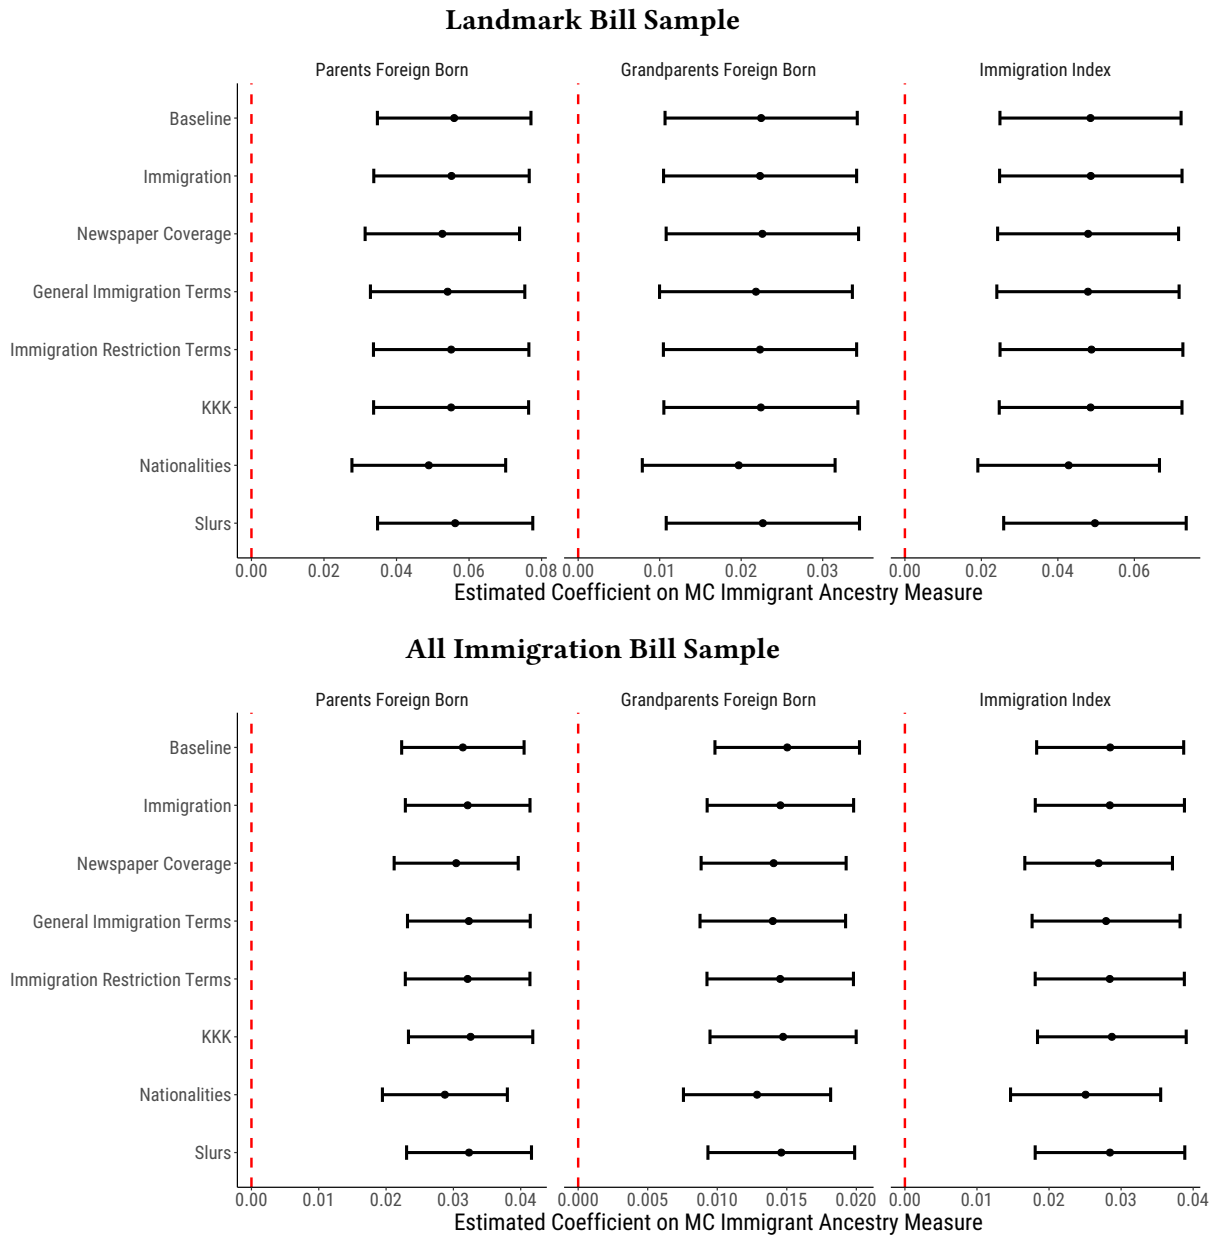 Landmark Bill Sample
Parents Foreign Born Grandparents Foreign Born Immigration Index
Baseline
Immigration
Newspaper Coverage
General Immigration Terms
Immigration Restriction Terms
KKK
Nationalities
Slurs
0.00 0.02 0.04 0.06 0.08 0.00 0.01 0.02 0.03 0.00 0.02 0.04 0.06
Estimated Coefficient on MC Immigrant Ancestry Measure
All Immigration Bill Sample
Parents Foreign Born Grandparents Foreign Born Immigration Index
Baseline
Immigration
Newspaper Coverage
General Immigration Terms
Immigration Restriction Terms
KKK
Nationalities
Slurs
0.00 0.01 0.02 0.03 0.04 0.000 0.005 0.010 0.015 0.020 0.00 0.01 0.02 0.03 0.04
Estimated Coefficient on MC Immigrant Ancestry Measure